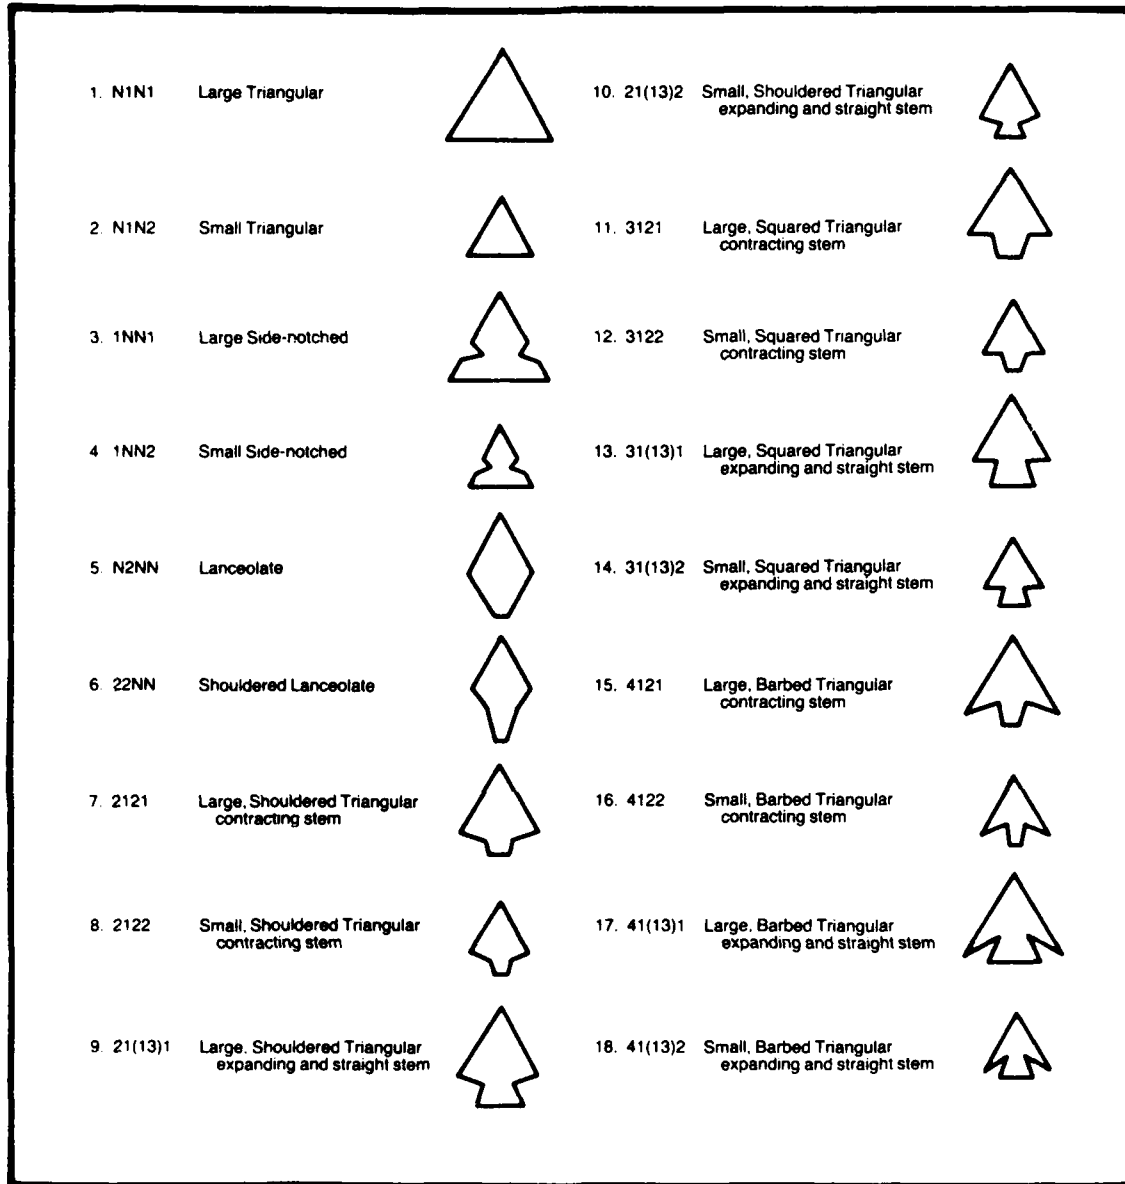 1. N1N1 Large Triangular
2. N1N2 Small Triangular
3. 1NN1 Large Side-notched
4 1NN2 Small Side-notched
5. N2NN Lanceolate
6. 22NN Shouldered Lanceolate
7. 2121 Large, Shouldered Triangular
contracting stem
8. 2122 Small, Shouldered Triangular
contracting stem
9. 21(13)1 Large. Shouldered Triangular
expanding and straight stem
10. 21(13)2 Small, Shouldered Triangular
expanding and straight stem
11. 3121 Large, Squared Triangular
contracting stem
12. 3122 Small, Squared Triangular
contracting stem
13. 31(13)1 Large, Squared Triangular
expanding and straight stem
14. 31(13)2 Small, Squared Triangular
expanding and straight stem
15. 4121 Large, Barbed Triangular
contracting stem
16. 4122 Small, Barbed Triangular
contracting stem
17. 41(13)1 Large, Barbed Triangular
expanding and straight stem
18. 41(13)2 Small, Barbed Triangular
expanding and straight stem